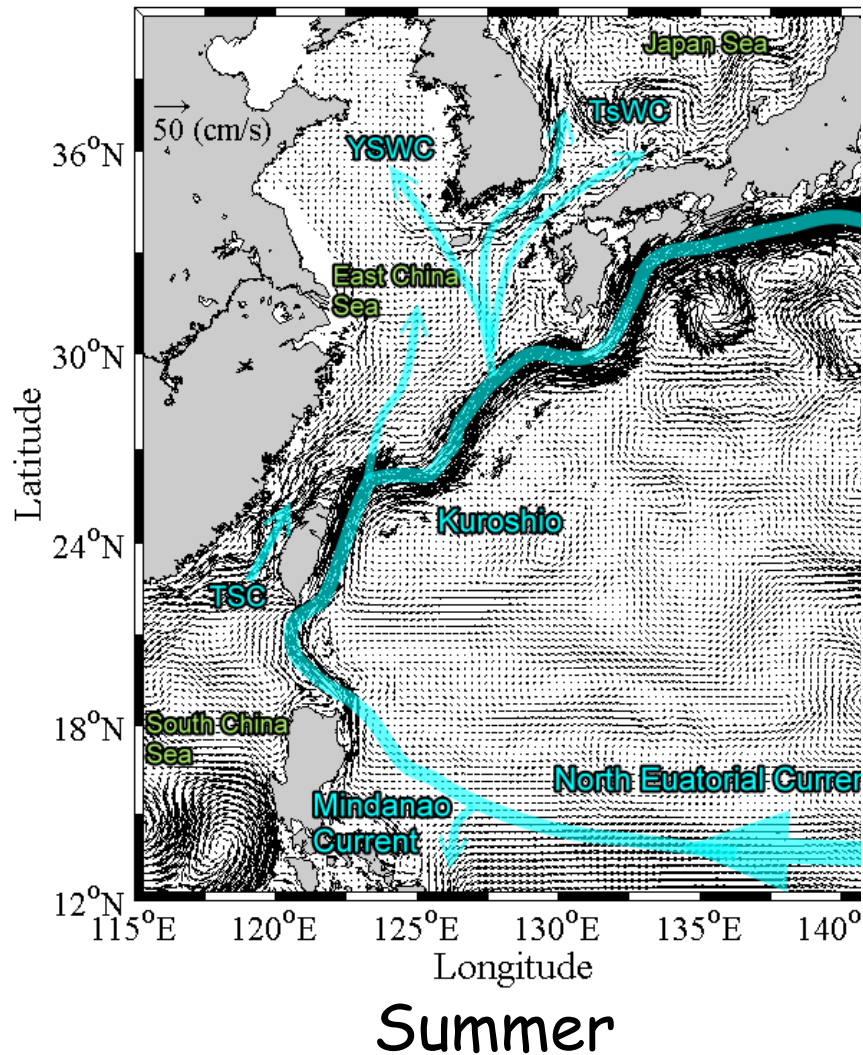 Japan Sea
50 (cm/s)
TsWC
YSWC
36°N
East China
Sea
30°N
Latitude
Kuroshio
24°N
TSC
18°N
South China
Sea
North Euatorial Curren
Mindanao
Current
12°N
115°E 120°E 125°E 130°E 135°E 140°
Longitude
Summer